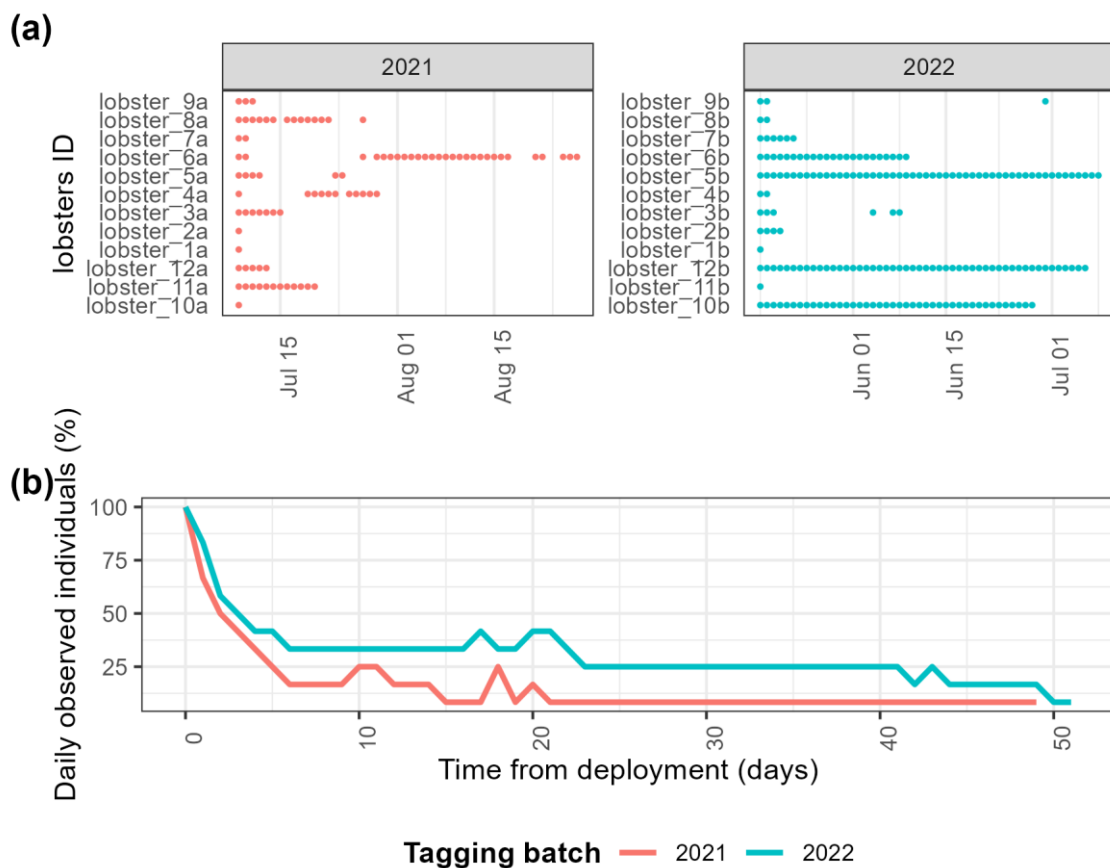 (a)
2021
2022
lobsters ID
lobster_9a
lobster_8a
lobster_7a
lobster_6a
lobster_5a
lobster_4a
lobster_3a
lobster_2a
lobster_1a
lobster_12a
lobster_11a
lobster_10a
Jul 15
Aug 01
Aug 15
lobster_9b
lobster_8b
lobster_7b
lobster_6b
lobster_5b
lobster_4b
lobster_3b
lobster_2b
lobster_1b
lobster_12b
lobster_11b
lobster_10b
Jun 01
Jun 15
Jul 01
(b)
Daily observed individuals (%)
100
75
50
25
0
10
20
30
40
50
Time from deployment (days)
Tagging batch 2021 2022